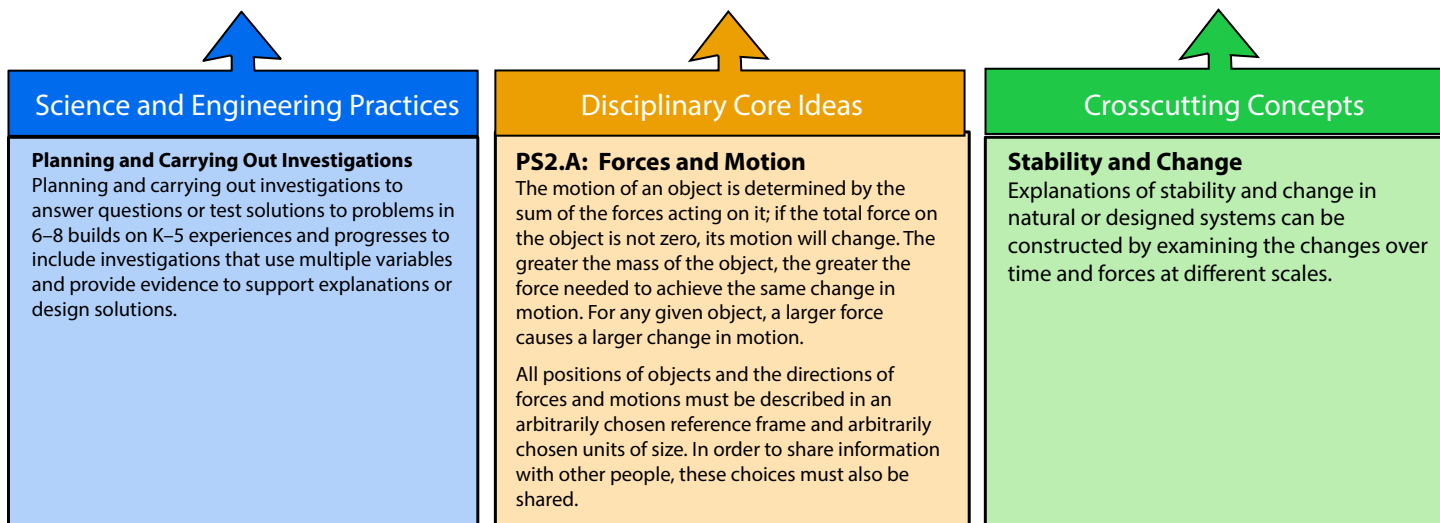 Science and Engineering Practices
Planning and Carrying Out Investigations
Planning and carrying out investigations to
answer questions or test solutions to problems in
6–8 builds on K–5 experiences and progresses to
include investigations that use multiple variables
and provide evidence to support explanations or
design solutions.
Disciplinary Core Ideas
PS2.A: Forces and Motion
The motion of an object is determined by the
sum of the forces acting on it; if the total force on
the object is not zero, its motion will change. The
greater the mass of the object, the greater the
force needed to achieve the same change in
motion. For any given object, a larger force
causes a larger change in motion.
All positions of objects and the directions of
forces and motions must be described in an
arbitrarily chosen reference frame and arbitrarily
chosen units of size. In order to share information
with other people, these choices must also be
shared.
Crosscutting Concepts
Stability and Change
Explanations of stability and change in
natural or designed systems can be
constructed by examining the changes over
time and forces at different scales.